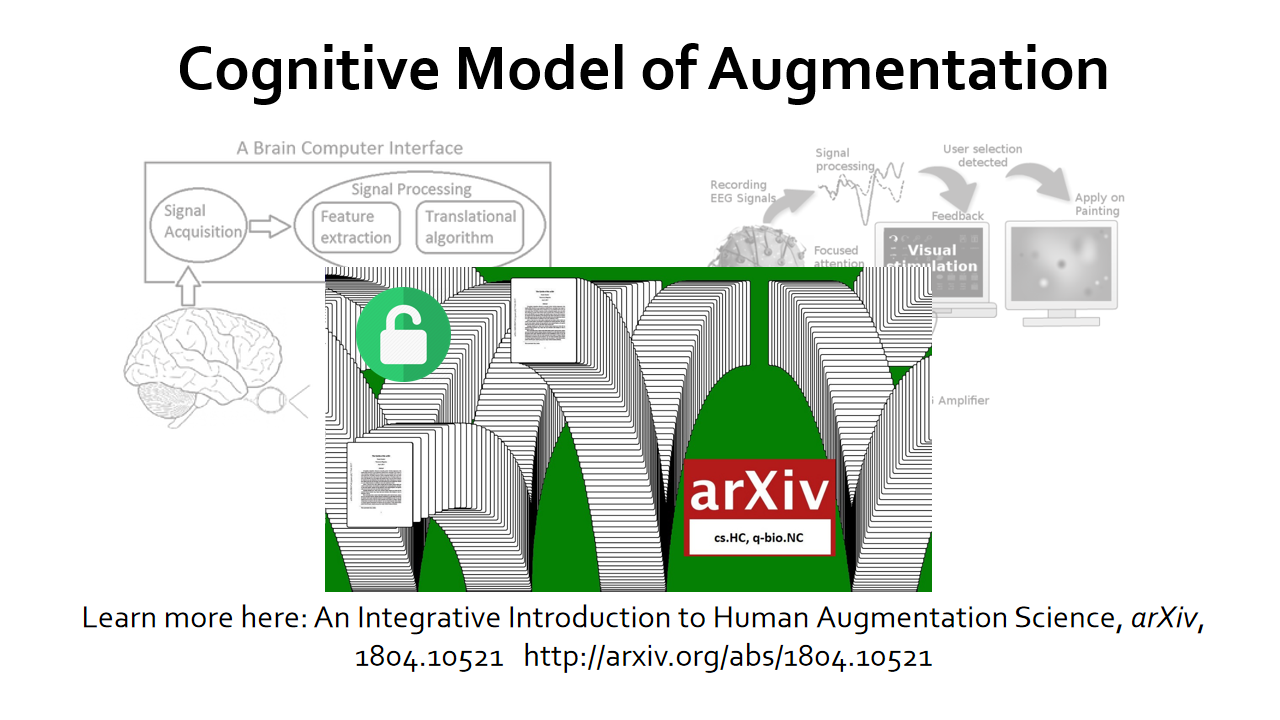 Cognitive Model of Augmentation
A Brain Computer Interface
Signal Processing
Signal
Acquisition
Feature
extraction
Translational
algorithm
Signal
processing
User selection
detected
Recording
EEG Signals
Apply on
Painting
Feedback
Focused
attention
Visual
stimulation
Amplifier
arXiv
cs.HC, q-bio.NC
Learn more here: An Integrative Introduction to Human Augmentation Science, arXiv,
1804.10521 http://arxiv.org/abs/1804.10521